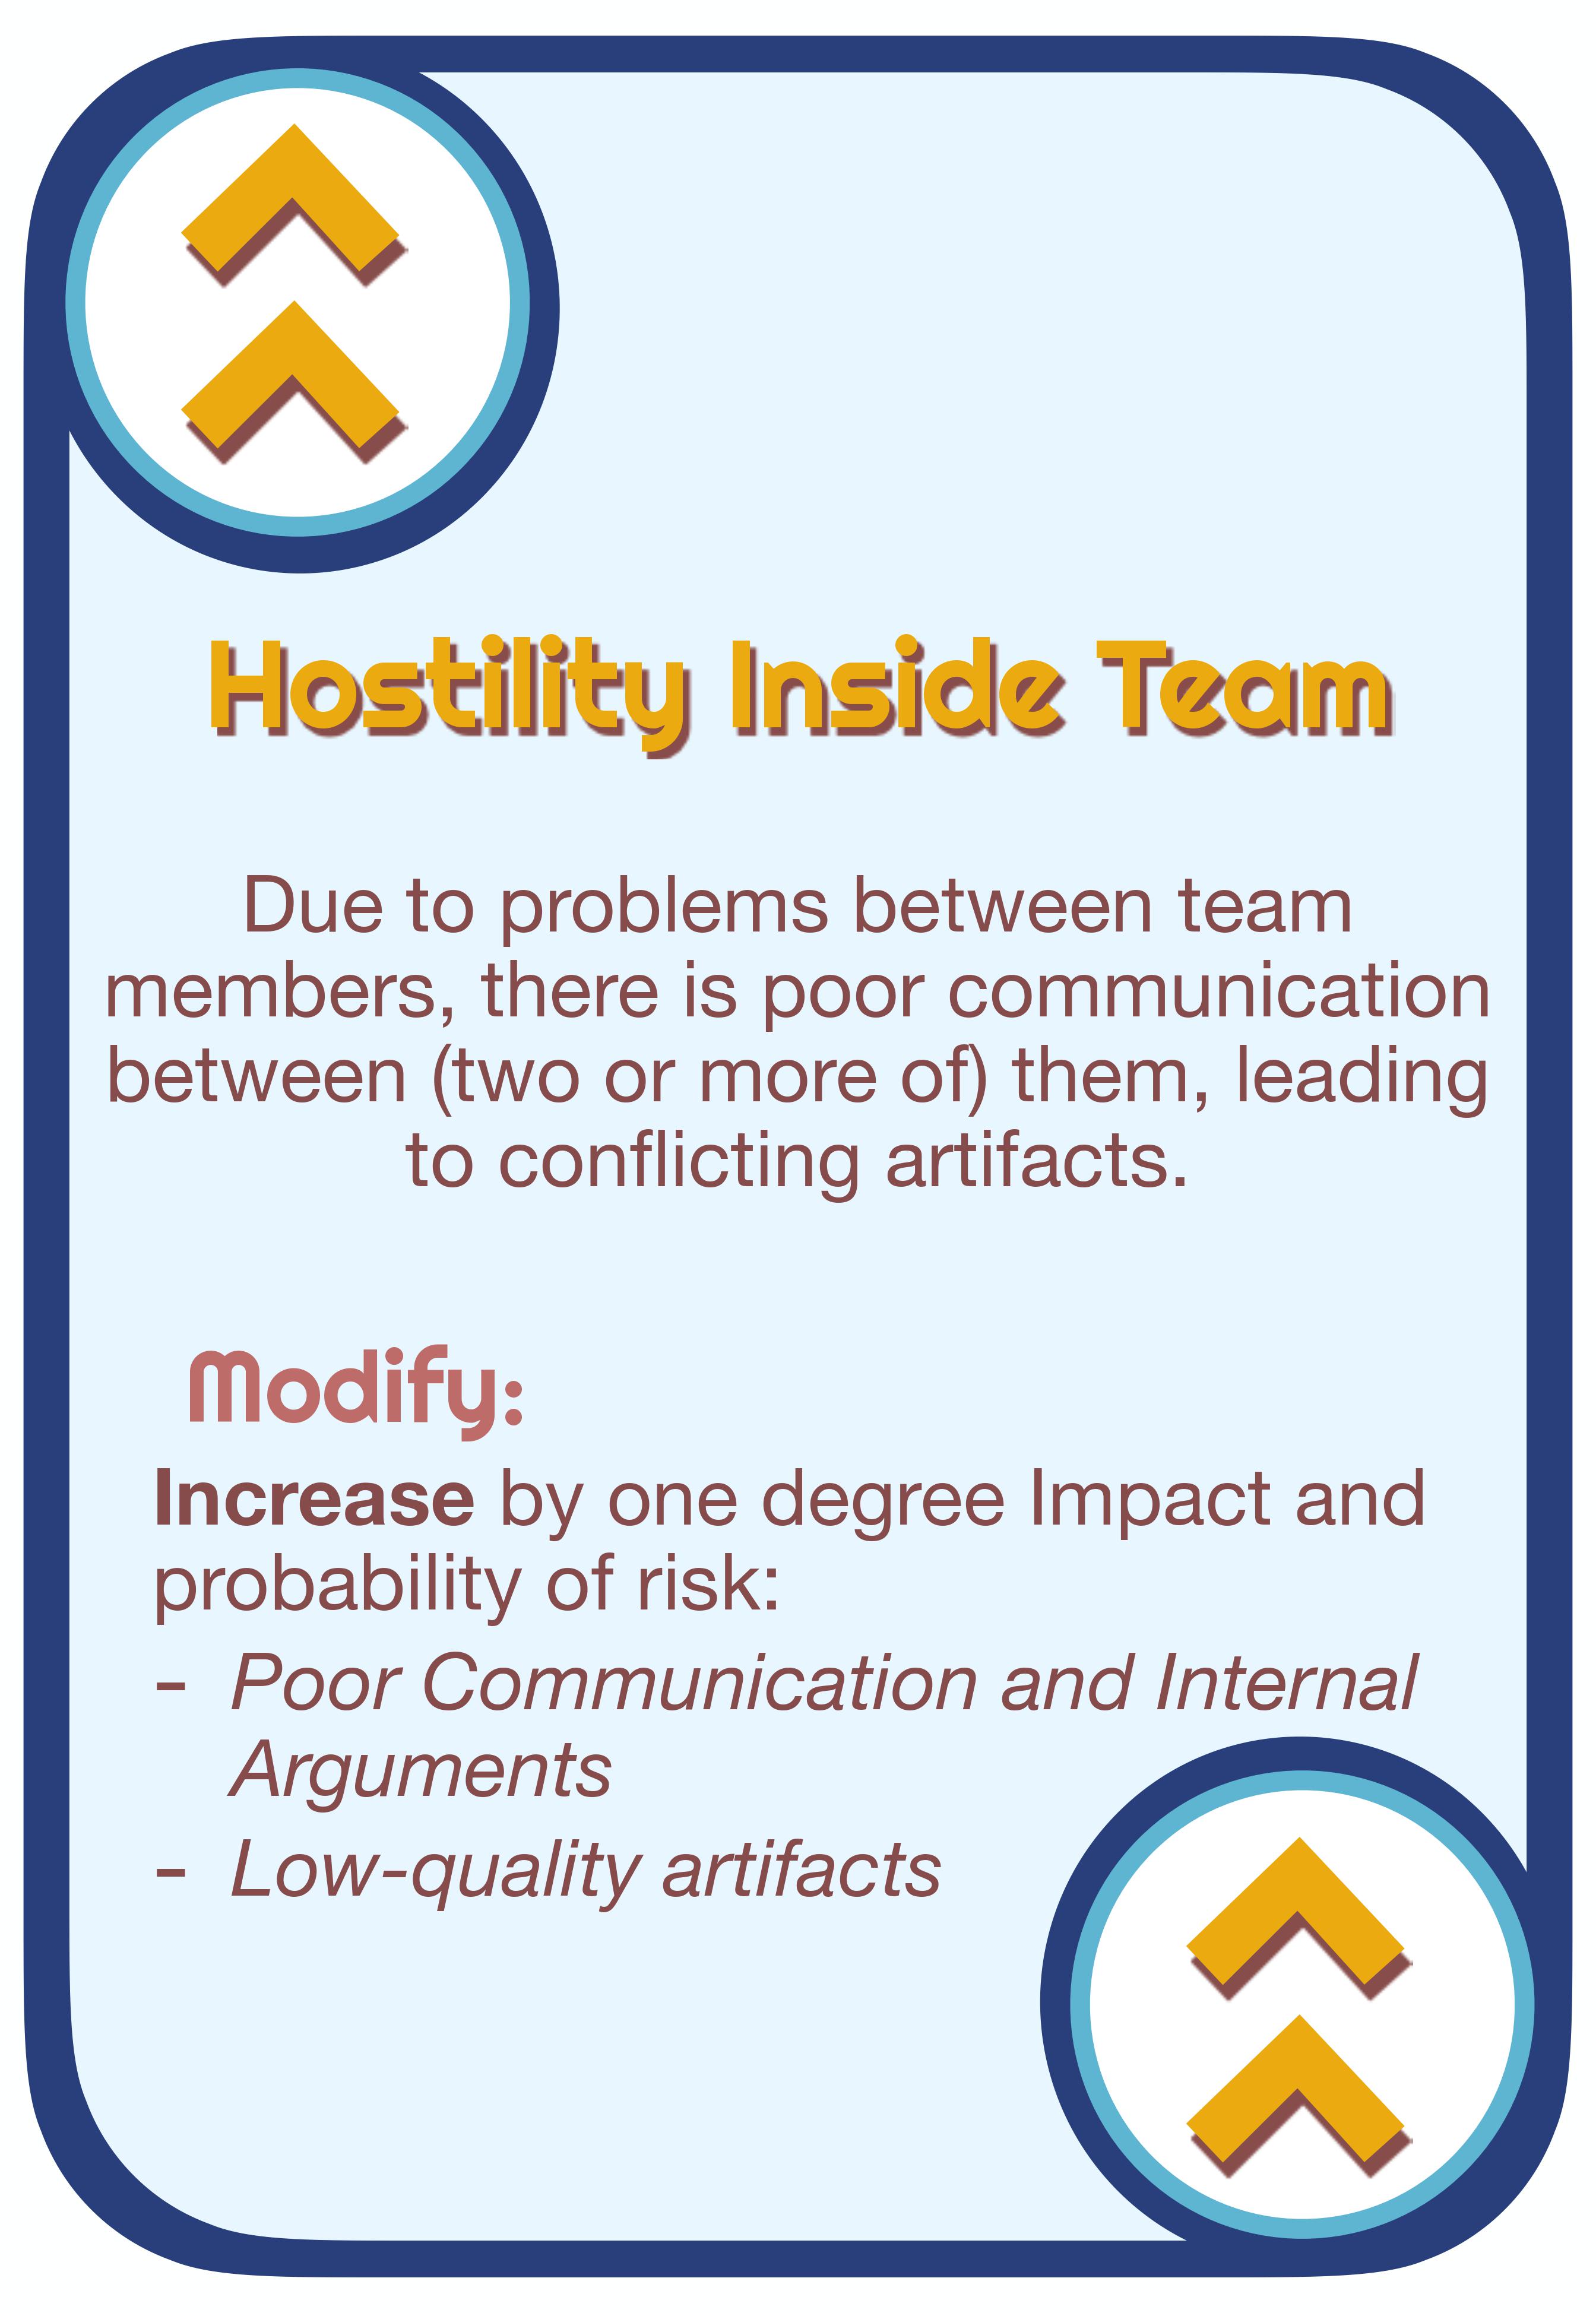 Hostility Inside Team
Due to problems between team
members, there is poor communication
between (two or more of) them, leading
to conflicting artifacts.
Modify:
Increase by one degree Impact and
probability of risk:
- Poor Communication and Internal
Arguments
- Low-quality artifacts